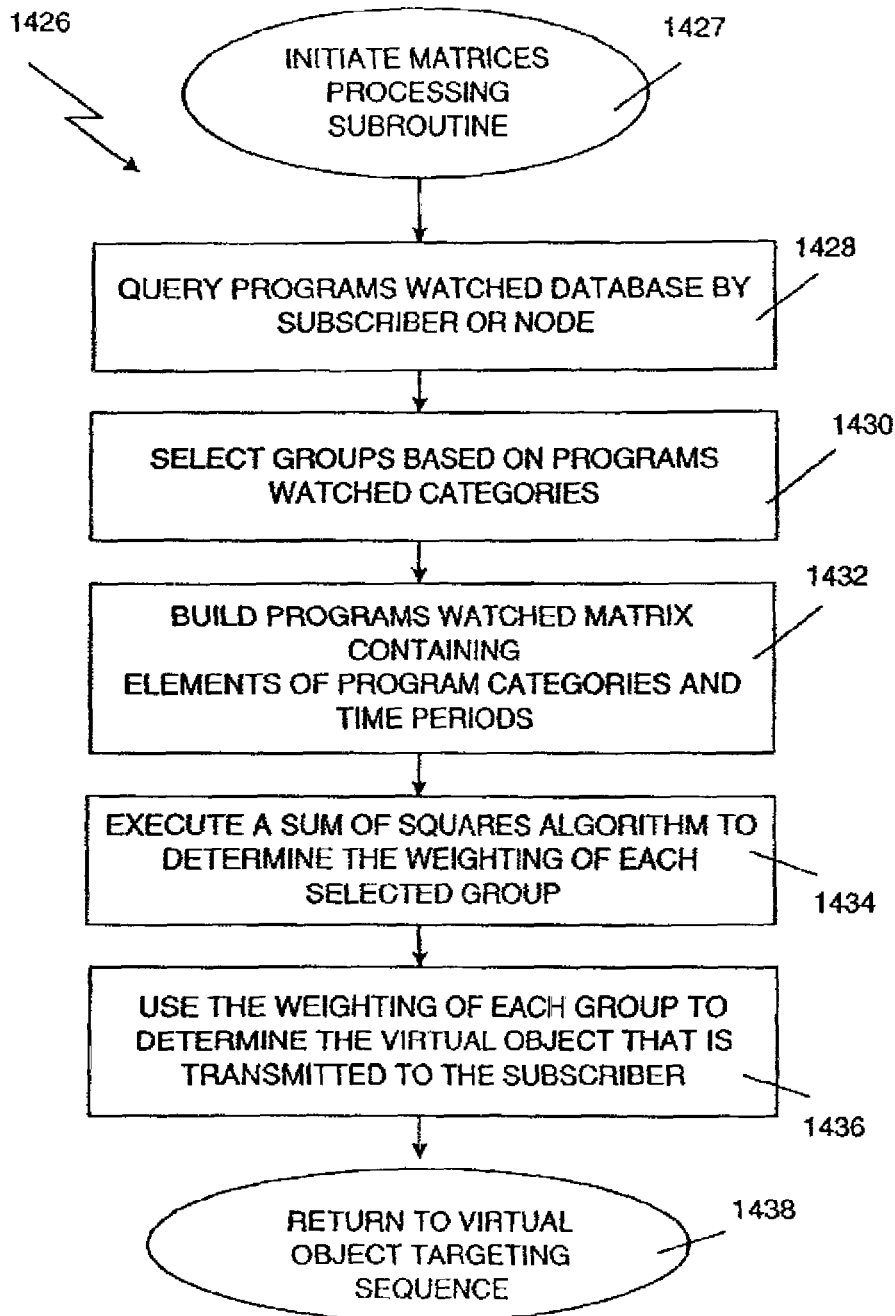 1426
1427
INITIATE MATRICES
PROCESSING
SUBROUTINE
1428
QUERY PROGRAMS WATCHED DATABASE BY
SUBSCRIBER OR NODE
1430
SELECT GROUPS BASED ON PROGRAMS
WATCHED CATEGORIES
1432
BUILD PROGRAMS WATCHED MATRIX
CONTAINING
ELEMENTS OF PROGRAM CATEGORIES AND
TIME PERIODS
EXECUTE A SUM OF SQUARES ALGORITHM TO
DETERMINE THE WEIGHTING OF EACH
SELECTED GROUP
1434
USE THE WEIGHTING OF EACH GROUP TO
DETERMINE THE VIRTUAL OBJECT THAT IS
TRANSMITTED TO THE SUBSCRIBER
1436
1438
RETURN TO VIRTUAL
OBJECT TARGETING
SEQUENCE